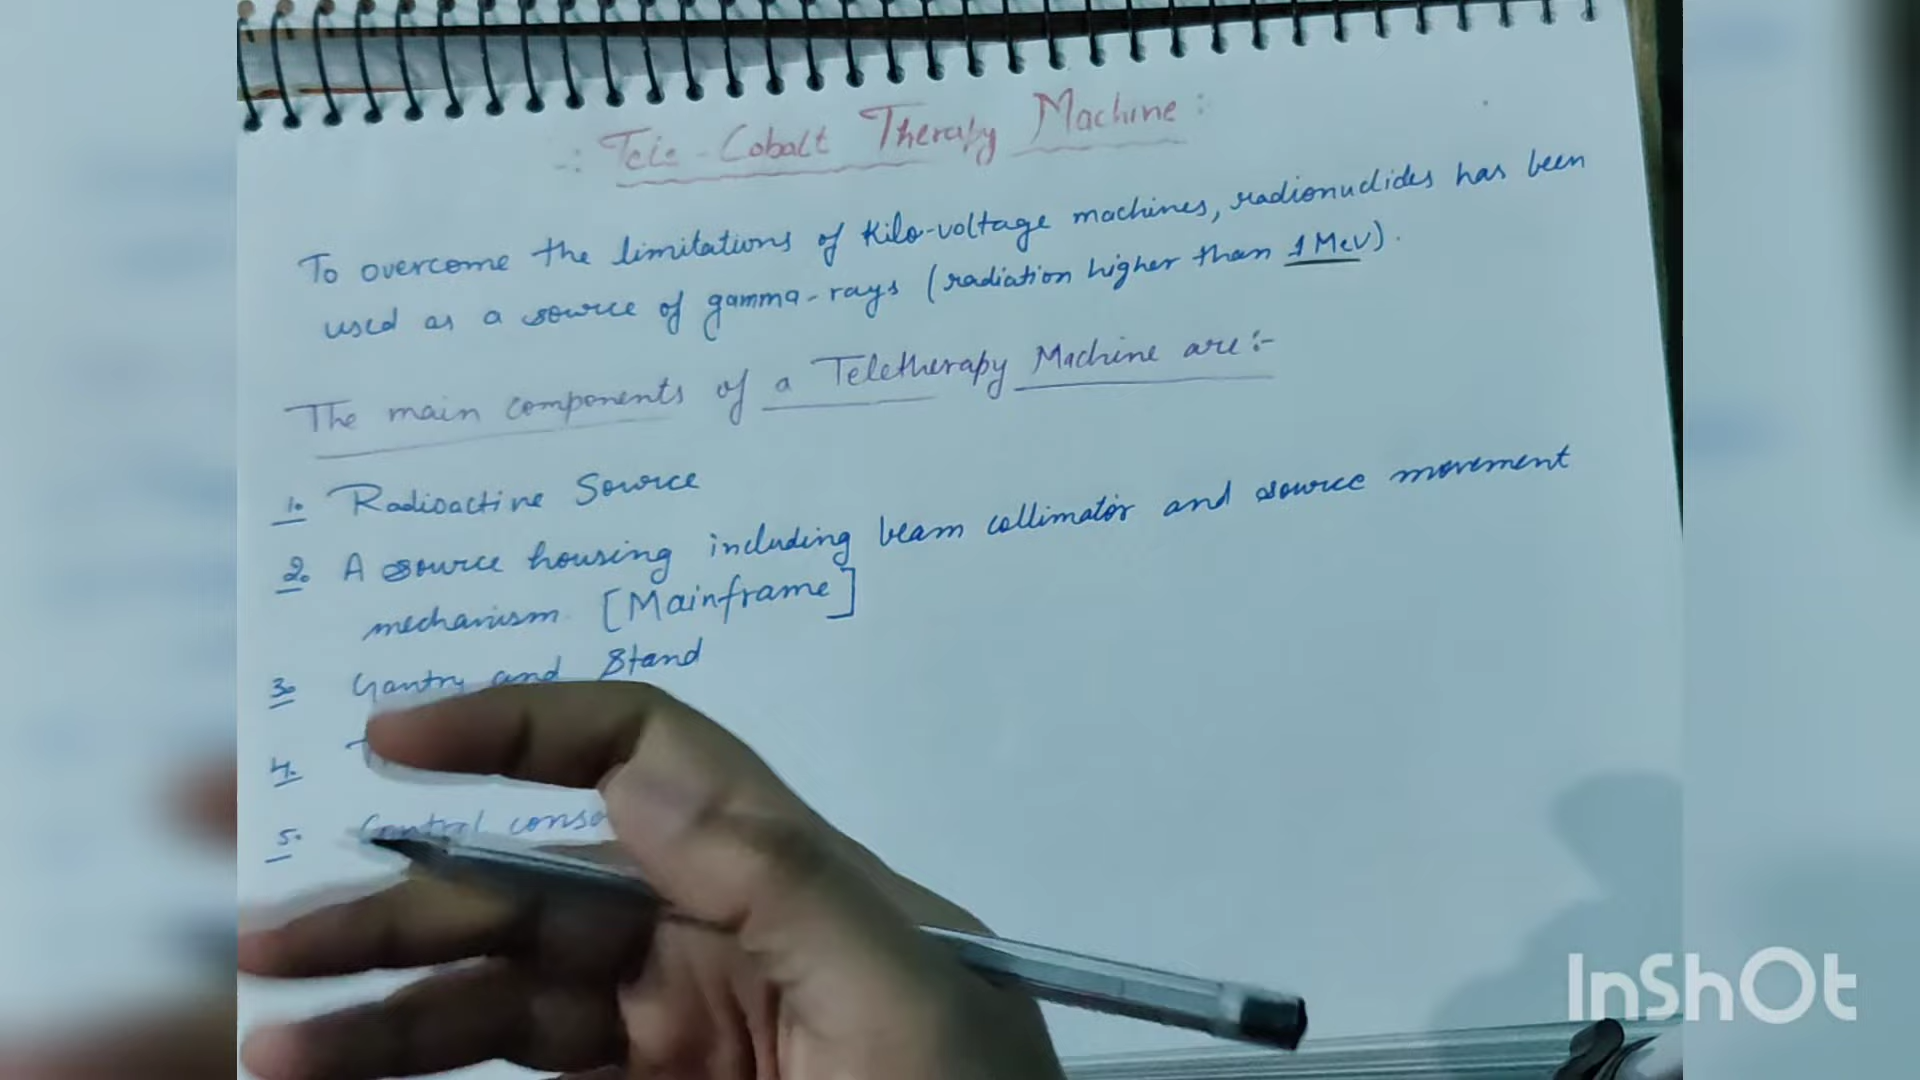 -: Tele-Cobalt Therapy Machine :
To overcome the limitations of Kilo-voltage machines, radionuclides has been
used as a source of gamma-rays (radiation higher than 1 MeV).
The main components of a Teletherapy Machine are:-
1. Radioactive Source
2. A source housing including beam collimator and source movement
mechanism. [Mainframe]
3. Gantry and Stand
4.
5. Control
InShOt